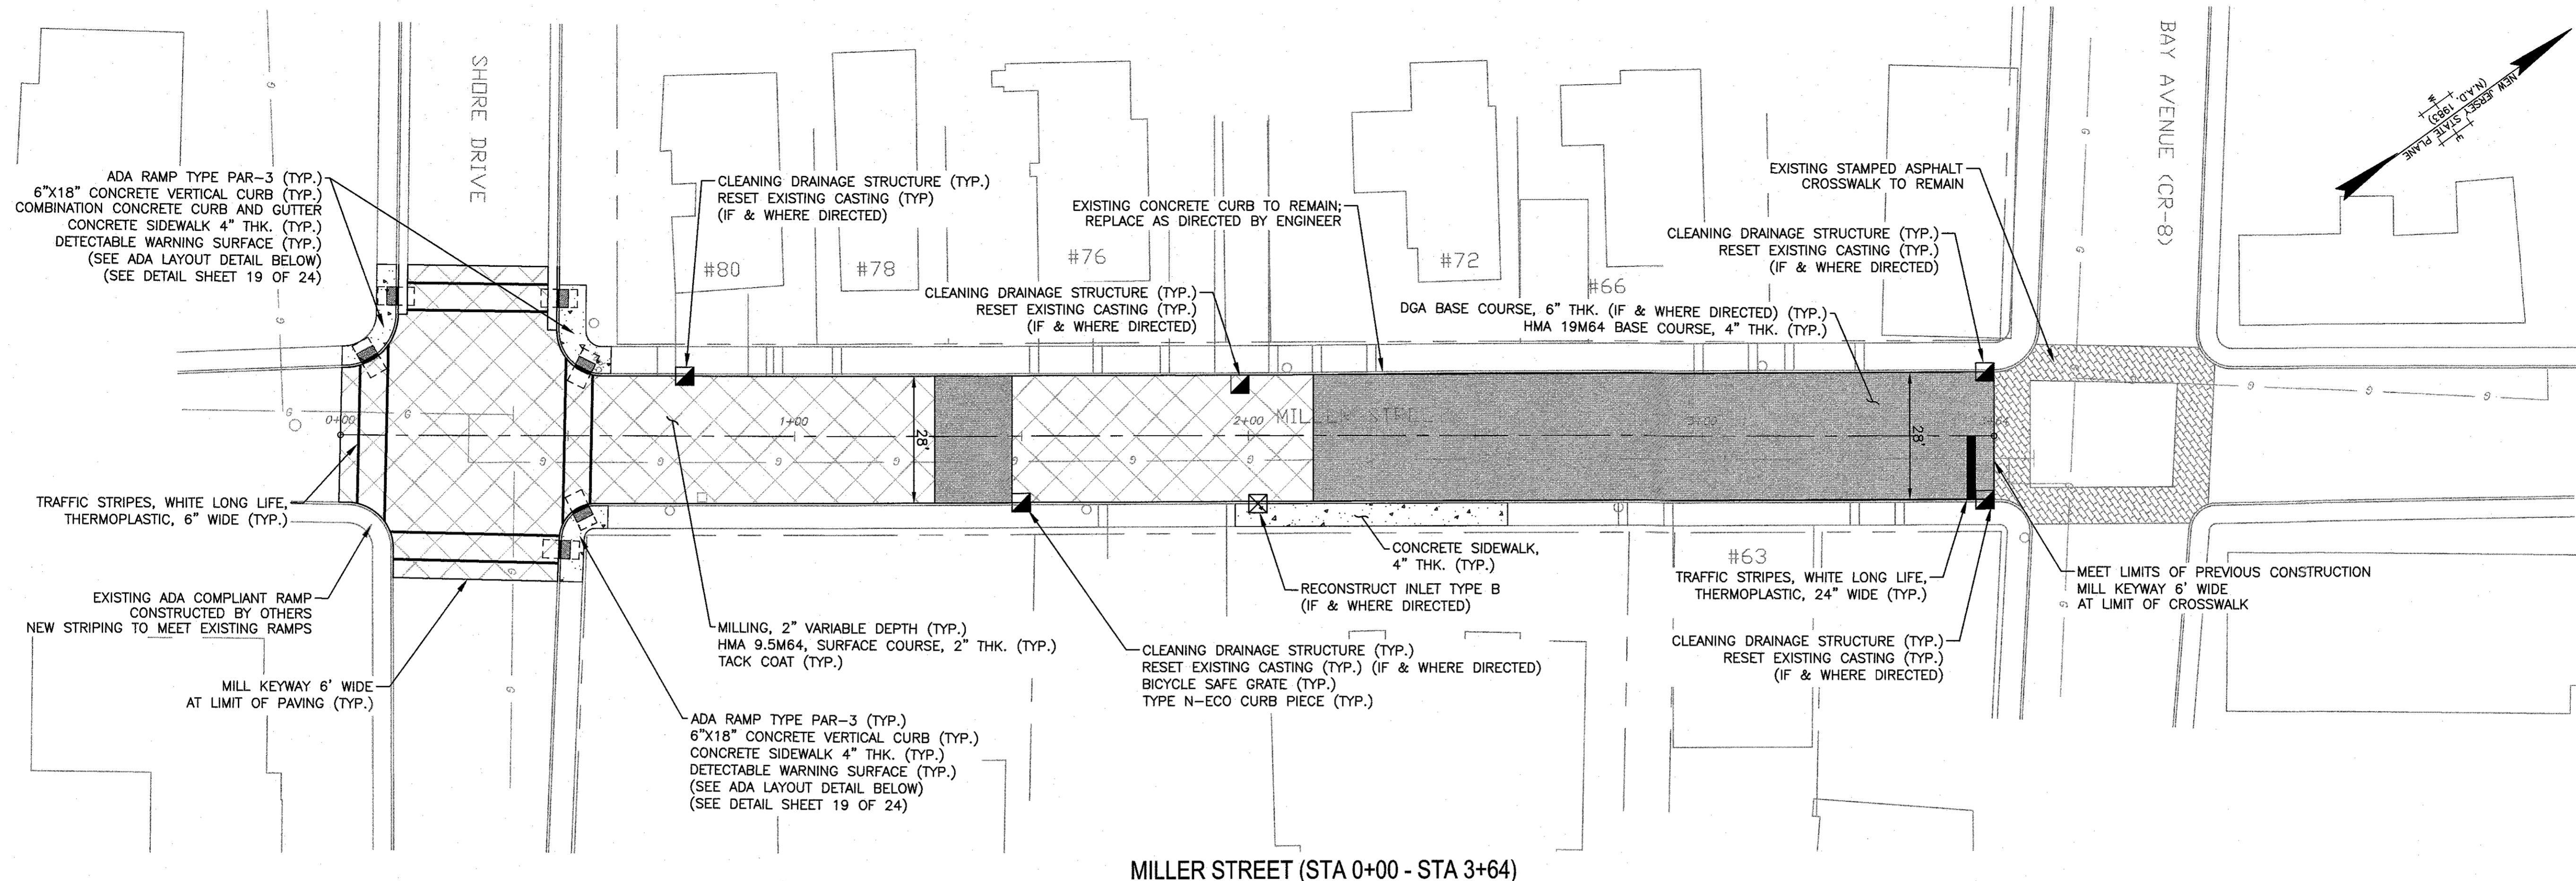 SHORE DRIVE
BAY AVENUE (CR-8)
NEW JERSEY STATE PLANE
(N.A.D. 1983)
W
E
ADA RAMP TYPE PAR-3 (TYP.)
6"X18" CONCRETE VERTICAL CURB (TYP.)
COMBINATION CONCRETE CURB AND GUTTER
CONCRETE SIDEWALK 4" THK. (TYP.)
DETECTABLE WARNING SURFACE (TYP.)
(SEE ADA LAYOUT DETAIL BELOW)
(SEE DETAIL SHEET 19 OF 24)
CLEANING DRAINAGE STRUCTURE (TYP.)
RESET EXISTING CASTING (TYP)
(IF & WHERE DIRECTED)
EXISTING CONCRETE CURB TO REMAIN;
REPLACE AS DIRECTED BY ENGINEER
EXISTING STAMPED ASPHALT
CROSSWALK TO REMAIN
CLEANING DRAINAGE STRUCTURE (TYP.)
RESET EXISTING CASTING (TYP.)
(IF & WHERE DIRECTED)
#80
#78
#76
#72
#66
CLEANING DRAINAGE STRUCTURE (TYP.)
RESET EXISTING CASTING (TYP.)
(IF & WHERE DIRECTED)
DGA BASE COURSE, 6" THK. (IF & WHERE DIRECTED) (TYP.)
HMA 19M64 BASE COURSE, 4" THK. (TYP.)
0+00
1+00
2+00
3+00
28'
28'
TRAFFIC STRIPES, WHITE LONG LIFE,
THERMOPLASTIC, 6" WIDE (TYP.)
EXISTING ADA COMPLIANT RAMP
CONSTRUCTED BY OTHERS
NEW STRIPING TO MEET EXISTING RAMPS
MILL KEYWAY 6' WIDE
AT LIMIT OF PAVING (TYP.)
MILLING, 2" VARIABLE DEPTH (TYP.)
HMA 9.5M64, SURFACE COURSE, 2" THK. (TYP.)
TACK COAT (TYP.)
ADA RAMP TYPE PAR-3 (TYP.)
6"X18" CONCRETE VERTICAL CURB (TYP.)
CONCRETE SIDEWALK 4" THK. (TYP.)
DETECTABLE WARNING SURFACE (TYP.)
(SEE ADA LAYOUT DETAIL BELOW)
(SEE DETAIL SHEET 19 OF 24)
CLEANING DRAINAGE STRUCTURE (TYP.)
RESET EXISTING CASTING (TYP.) (IF & WHERE DIRECTED)
BICYCLE SAFE GRATE (TYP.)
TYPE N-ECO CURB PIECE (TYP.)
CONCRETE SIDEWALK,
4" THK. (TYP.)
RECONSTRUCT INLET TYPE B
(IF & WHERE DIRECTED)
#63
TRAFFIC STRIPES, WHITE LONG LIFE,
THERMOPLASTIC, 24" WIDE (TYP.)
CLEANING DRAINAGE STRUCTURE (TYP.)
RESET EXISTING CASTING (TYP.)
(IF & WHERE DIRECTED)
MEET LIMITS OF PREVIOUS CONSTRUCTION
MILL KEYWAY 6' WIDE
AT LIMIT OF CROSSWALK
MILLER STREET (STA 0+00 - STA 3+64)